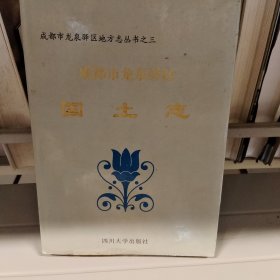 成都市龙泉驿区地方志丛书之三
成都市龙泉驿区
国土志
四川大学出版社